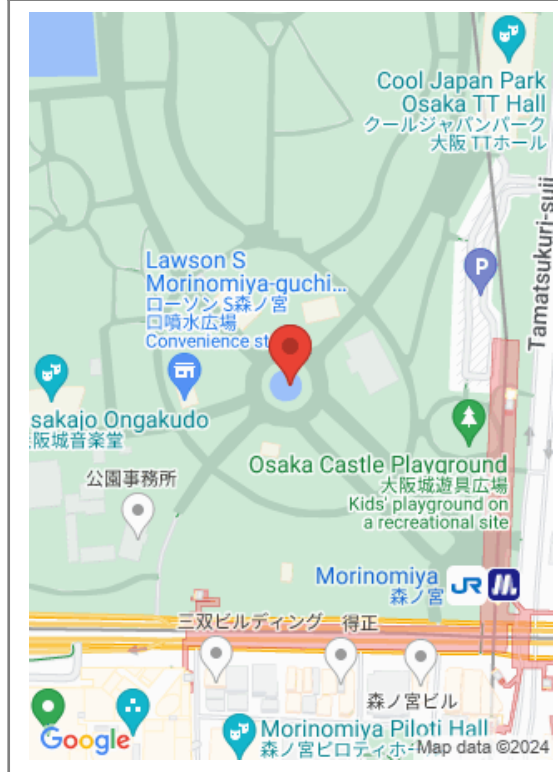 Cool Japan Park
Osaka TT Hall
クールジャパンパーク
大阪 TTホール
Tamatsukuri-suji
P
Lawson S
Morinomiya-guchi...
ローソン S森ノ宮
口噴水広場
Convenience st
sakajo Ongakudo
阪城音楽堂
Osaka Castle Playground
大阪城遊具広場
Kids' playground on
a recreational site
公園事務所
Morinomiya
森ノ宮
JR
三双ビルディング
得正
森ノ宮ビル
Morinomiya Piloti Hall
森ノ宮ピロティホー
Google
Map data ©2024